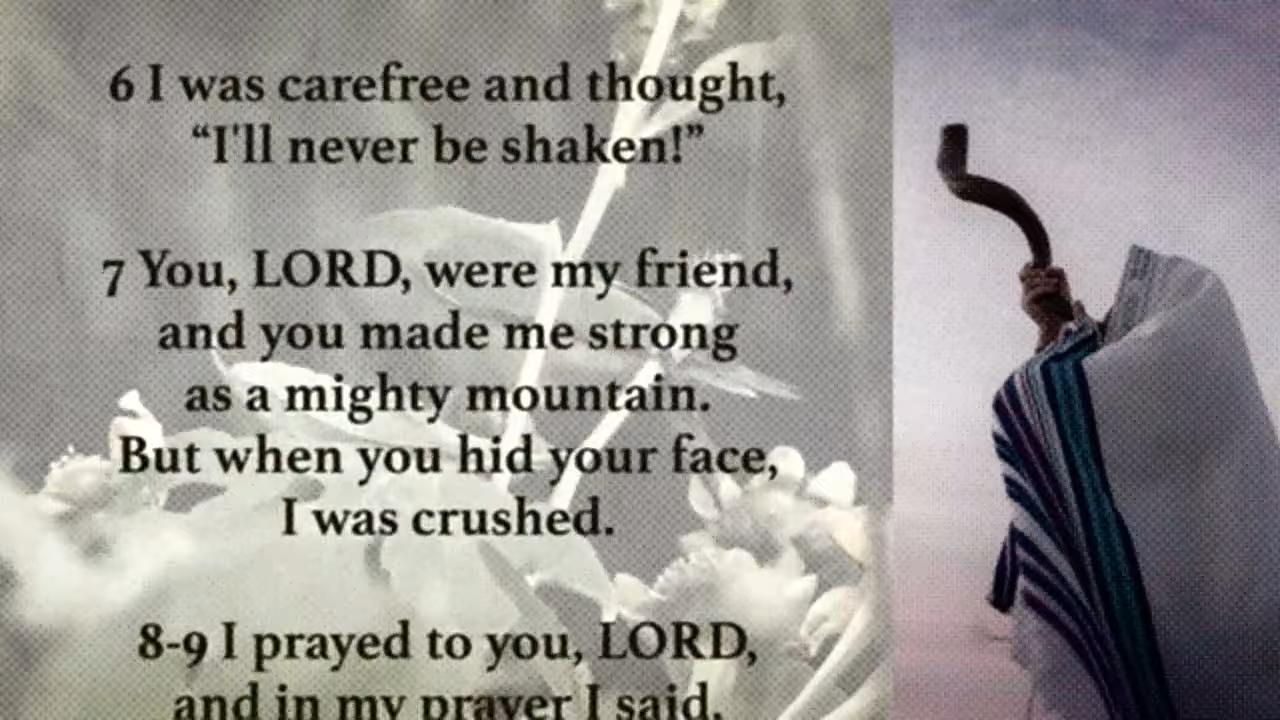 6 I was carefree and thought,
“I'll never be shaken!”
7 You, LORD, were my friend,
and you made me strong
as a mighty mountain.
But when you hid your face,
I was crushed.
8-9 I prayed to you, LORD,
and in my prayer I said,